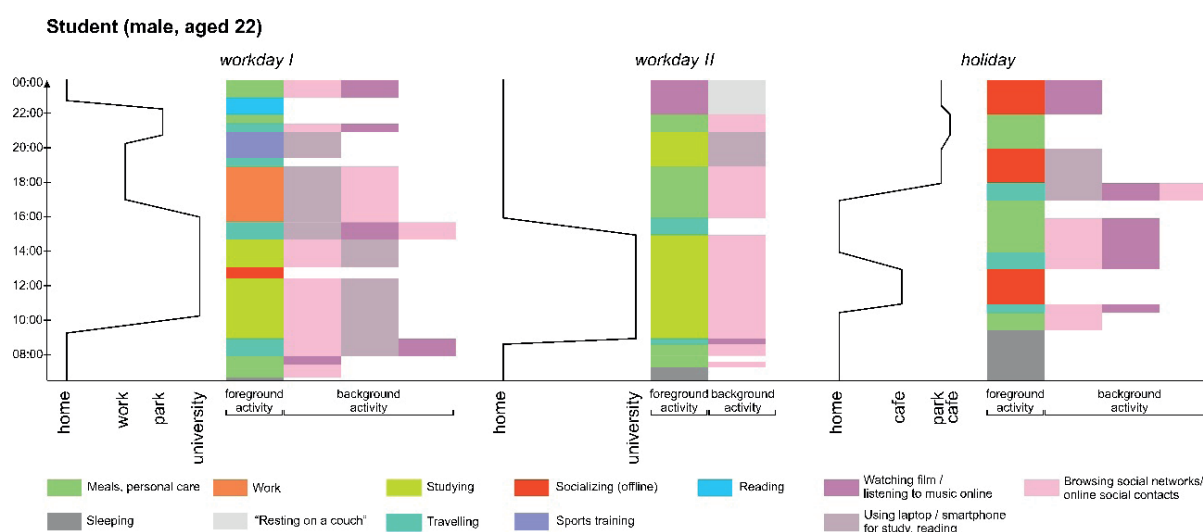 Student (male, aged 22)
workday I
workday II
holiday
00:00
22:00
20:00
18:00
16:00
14:00
12:00
10:00
08:00
home
work
park
university
foreground
activity
background
activity
home
university
foreground
activity
background
activity
home
cafe
park
cafe
foreground
activity
background
activity
Meals, personal care
Work
Studying
Socializing (offline)
Reading
Watching film /
listening to music online
Browsing social networks/
online social contacts
Sleeping
"Resting on a couch"
Travelling
Sports training
Using laptop / smartphone
for study, reading